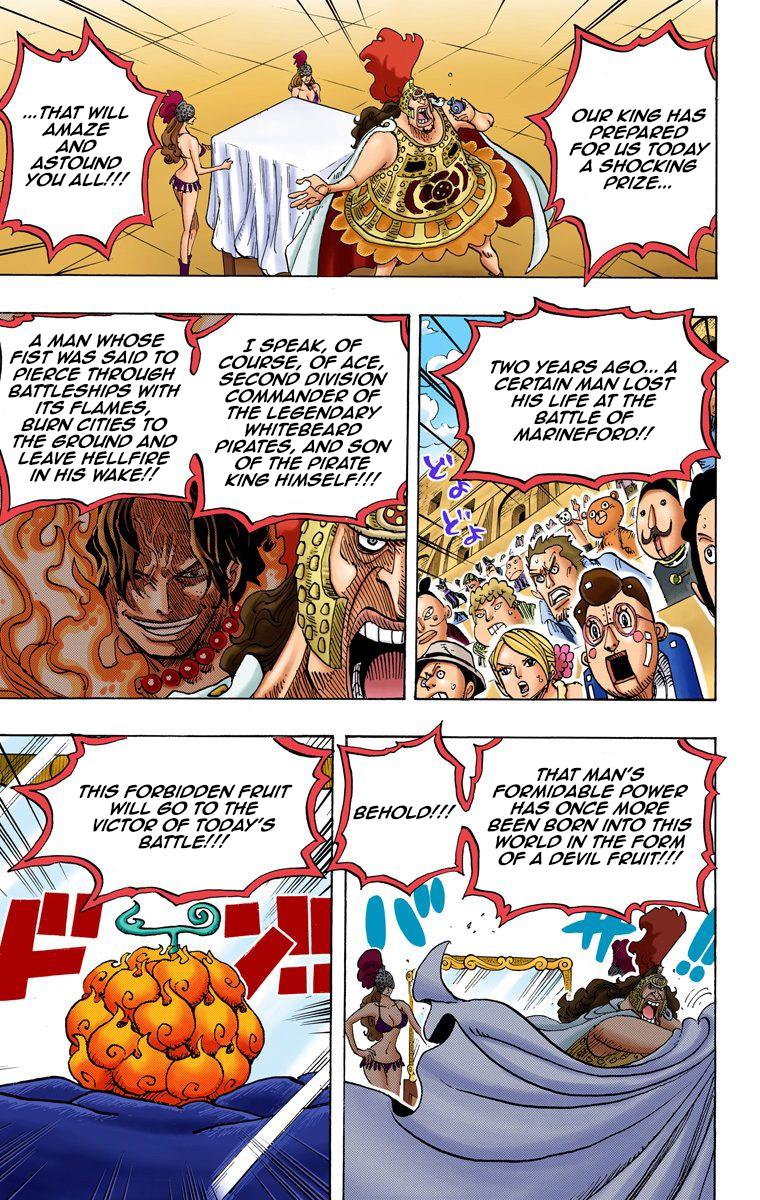 OUR KING HAS
PREPARED
FOR US TODAY
A SHOCKING
PRIZE...
...THAT WILL
AMAZE
AND
ASTOUND
YOU ALL!!!
TWO YEARS AGO... A
CERTAIN MAN LOST
HIS LIFE AT THE
BATTLE OF
MARINEFORD!!
どよ
どよ
I SPEAK, OF
COURSE, OF ACE,
SECOND DIVISION
COMMANDER OF
THE LEGENDARY
WHITEBEARD
PIRATES, AND SON
OF THE PIRATE
KING HIMSELF!!!
A MAN WHOSE
FIST WAS SAID TO
PIERCE THROUGH
BATTLESHIPS WITH
ITS FLAMES,
BURN CITIES TO
THE GROUND AND
LEAVE HELLFIRE
IN HIS WAKE!!
THAT MAN'S
FORMIDABLE POWER
HAS ONCE MORE
BEEN BORN INTO THIS
WORLD IN THE FORM
OF A DEVIL FRUIT!!!
BEHOLD!!!
バサ!!
THIS FORBIDDEN FRUIT
WILL GO TO THE
VICTOR OF TODAY'S
BATTLE!!!
ドン!!